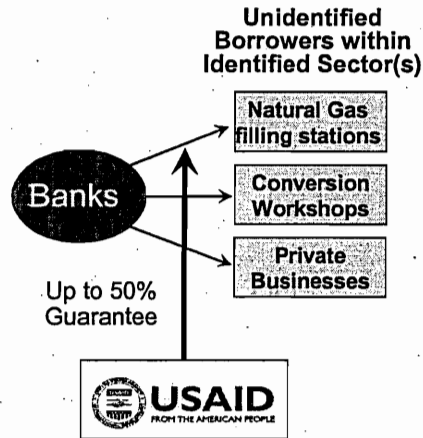 Unidentified
Borrowers within
Identified Sector(s)
Natural Gas
filling stations
Banks
Conversion
Workshops
Private
Businesses
Up to 50%
Guarantee
USAID
FROM THE AMERICAN PEOPLE